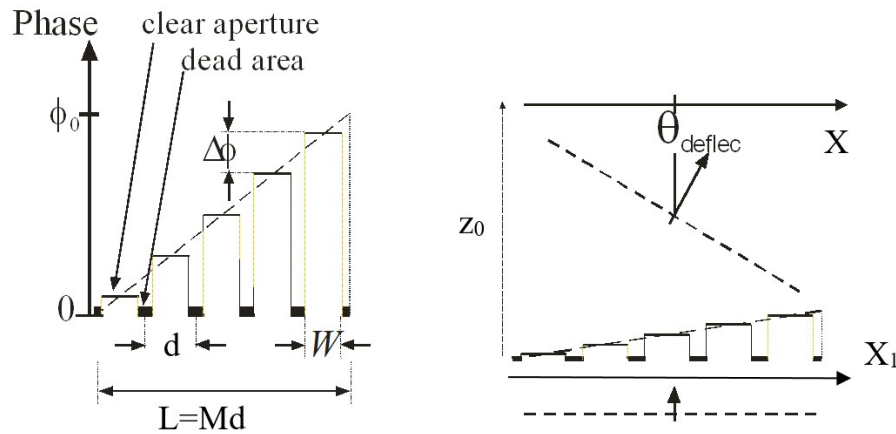 Phase
clear aperture
dead area
ϕ₀
Δϕ
0
d
W
L=Md
X
θdeflec
z₀
X₁